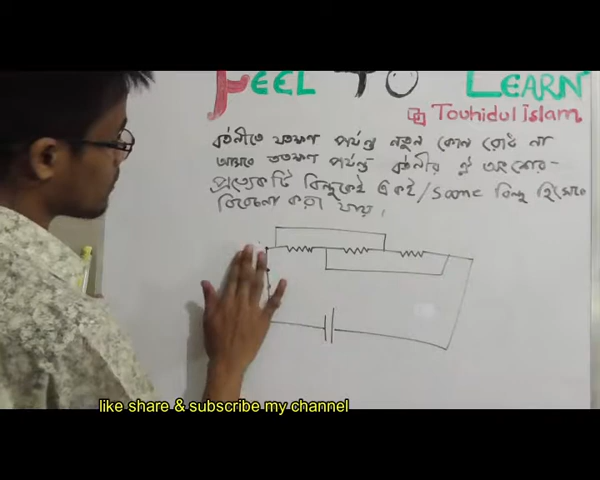 FEEL TO LEARN
Touhidul Islam
বর্তনীতে যতক্ষণ পর্যন্ত নতুন কোন রোধ না
আসবে ততক্ষণ পর্যন্ত বর্তনীর ঐ অংশের-
প্রত্যেকটি বিন্দুকেই একই/same বিন্দু হিসেবে
বিবেচনা করা যায়।
like share & subscribe my channel